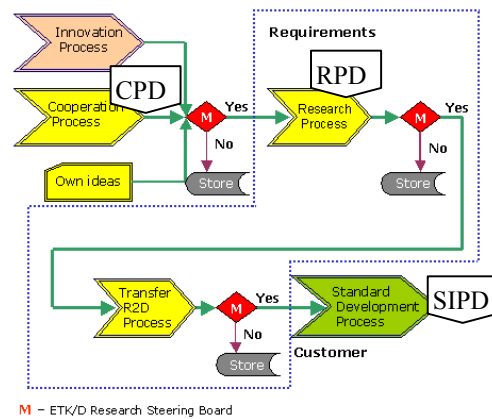 Innovation
Process
Requirements
CPD
RPD
Cooperation
Process
M
Yes
Research
Process
M
Yes
No
No
Own ideas
Store
Store
Transfer
R2D
Process
M
Yes
Standard
Development
Process
SIPD
No
Store
Customer
M – ETK/D Research Steering Board